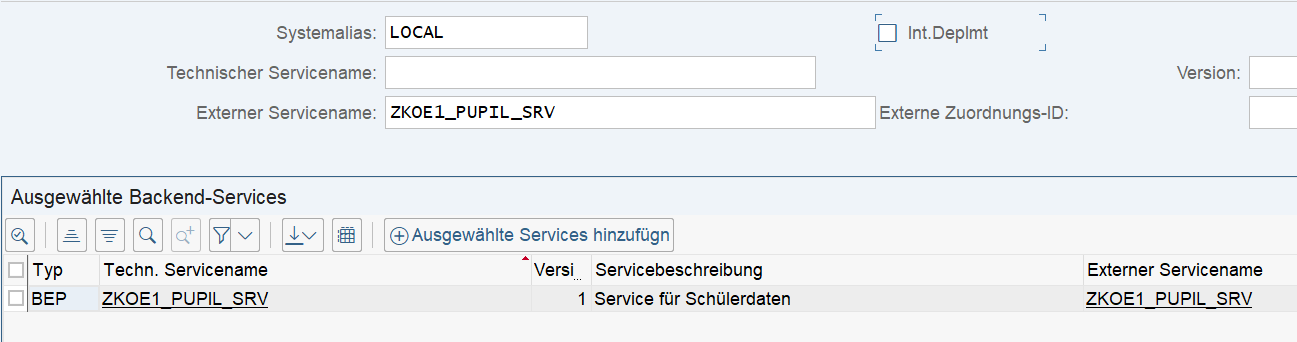 Systemalias: LOCAL Int.Deplmt
Technischer Servicename: Version:
Externer Servicename: ZKOE1_PUPIL_SRV Externe Zuordnungs-ID:
Ausgewählte Backend-Services
Ausgewählte Services hinzufügn
Typ Techn. Servicename Versi... Servicebeschreibung Externer Servicename
BEP ZKOE1_PUPIL_SRV 1 Service für Schülerdaten ZKOE1_PUPIL_SRV